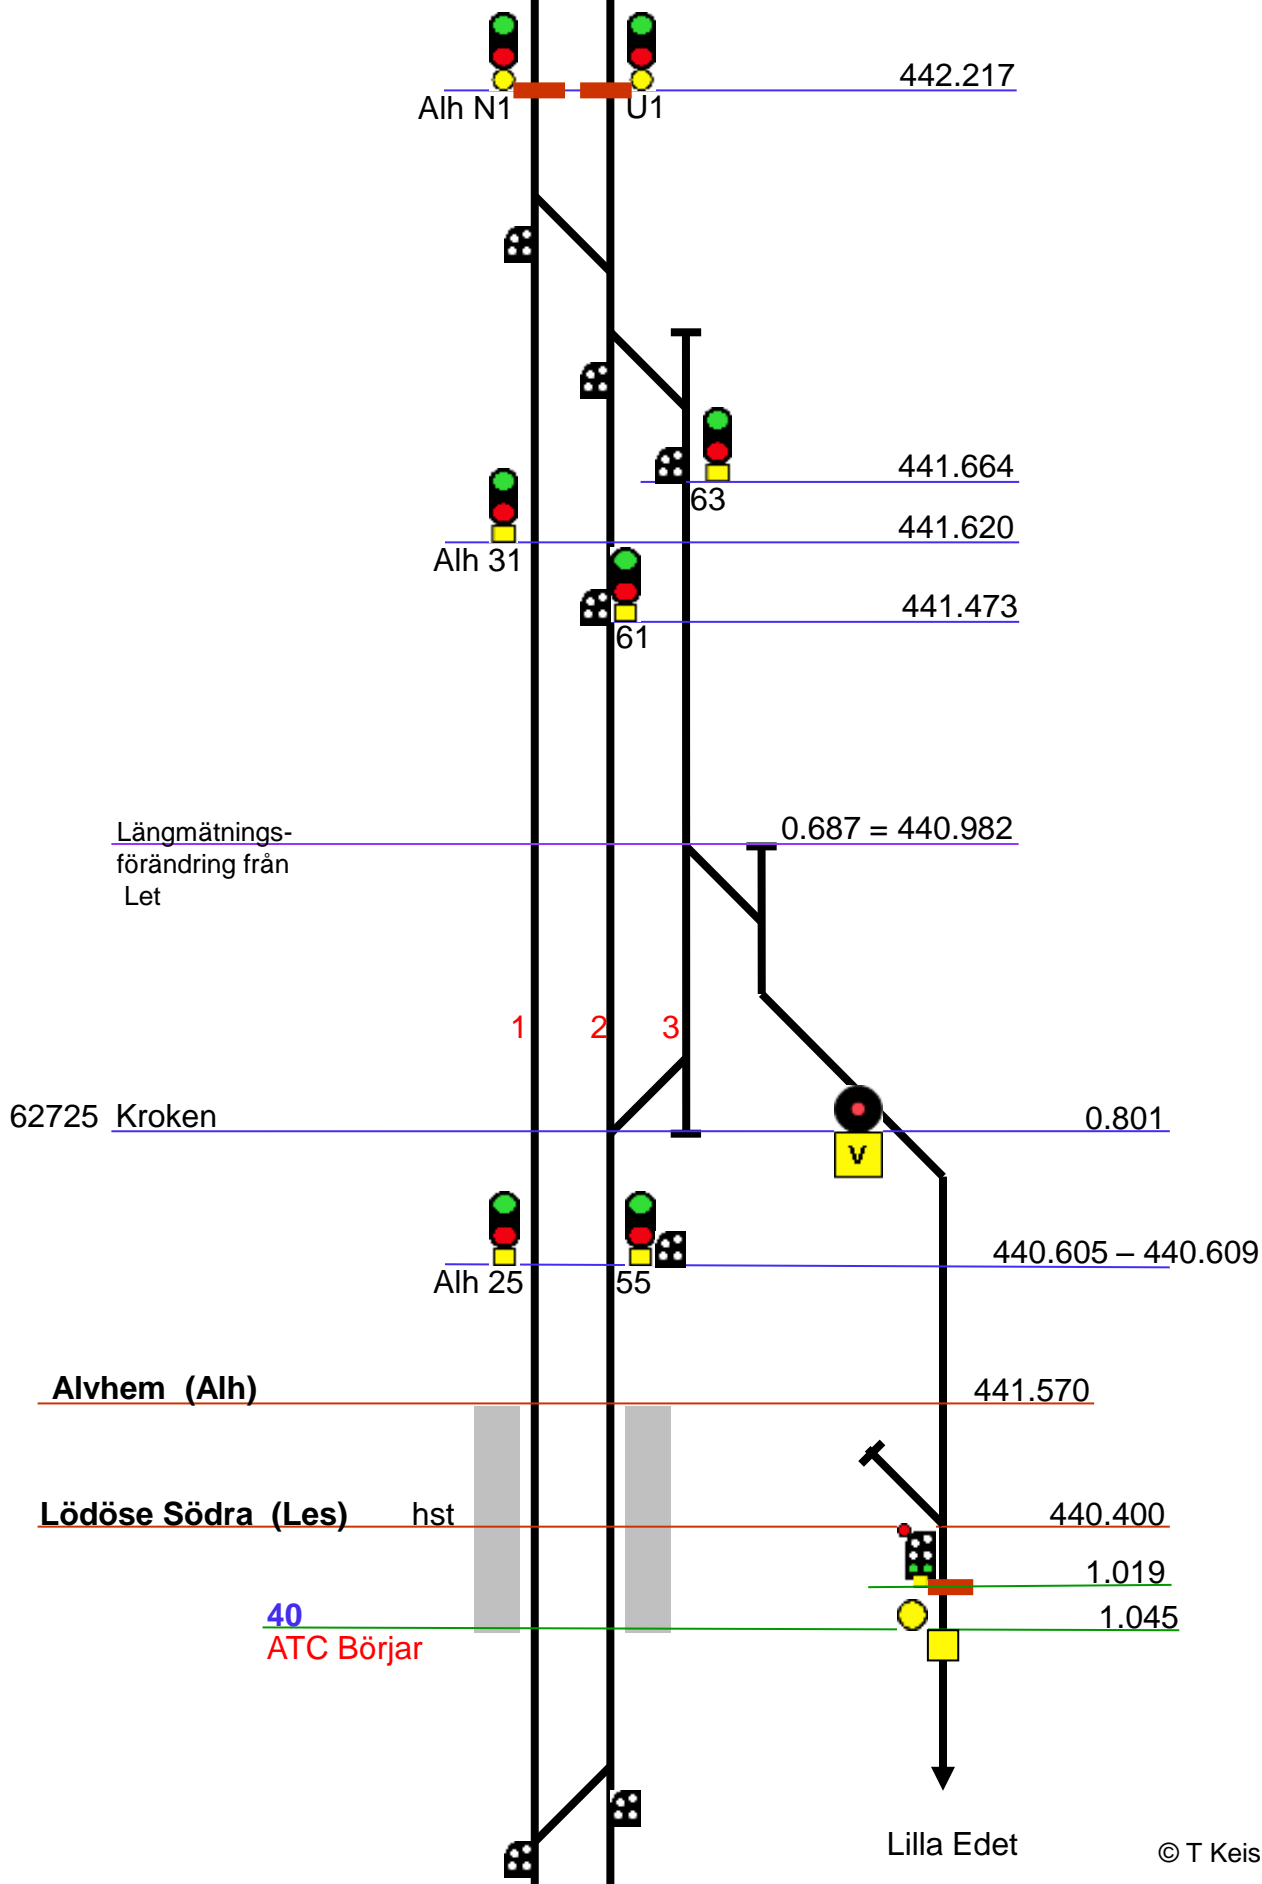 442.217
Alh N1 U1
441.664
63
441.620
Alh 31
441.473
61
0.687 = 440.982
Längmätnings-
förändring från
Let
1 2 3
62725 Kroken 0.801
V
440.605 – 440.609
Alh 25 55
Alvhem (Alh) 441.570
Lödöse Södra (Les) hst 440.400
1.019
40 1.045
ATC Börjar
Lilla Edet
© T Keis